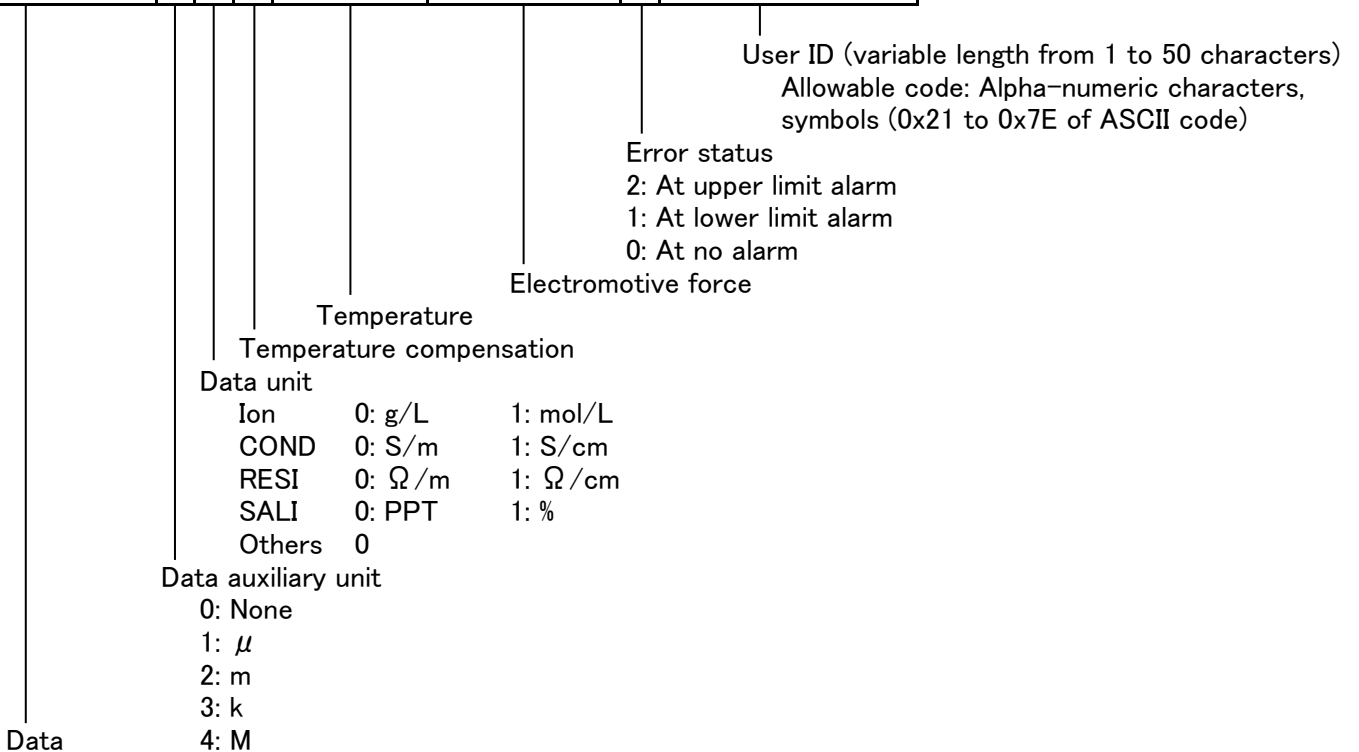 User ID (variable length from 1 to 50 characters)
Allowable code: Alpha-numeric characters,
symbols (0x21 to 0x7E of ASCII code)
Error status
2: At upper limit alarm
1: At lower limit alarm
0: At no alarm
Electromotive force
Temperature
Temperature compensation
Data unit
Ion 0: g/L 1: mol/L
COND 0: S/m 1: S/cm
RESI 0: Ω/m 1: Ω/cm
SALI 0: PPT 1: %
Others 0
Data auxiliary unit
0: None
1: μ
2: m
3: k
Data 4: M